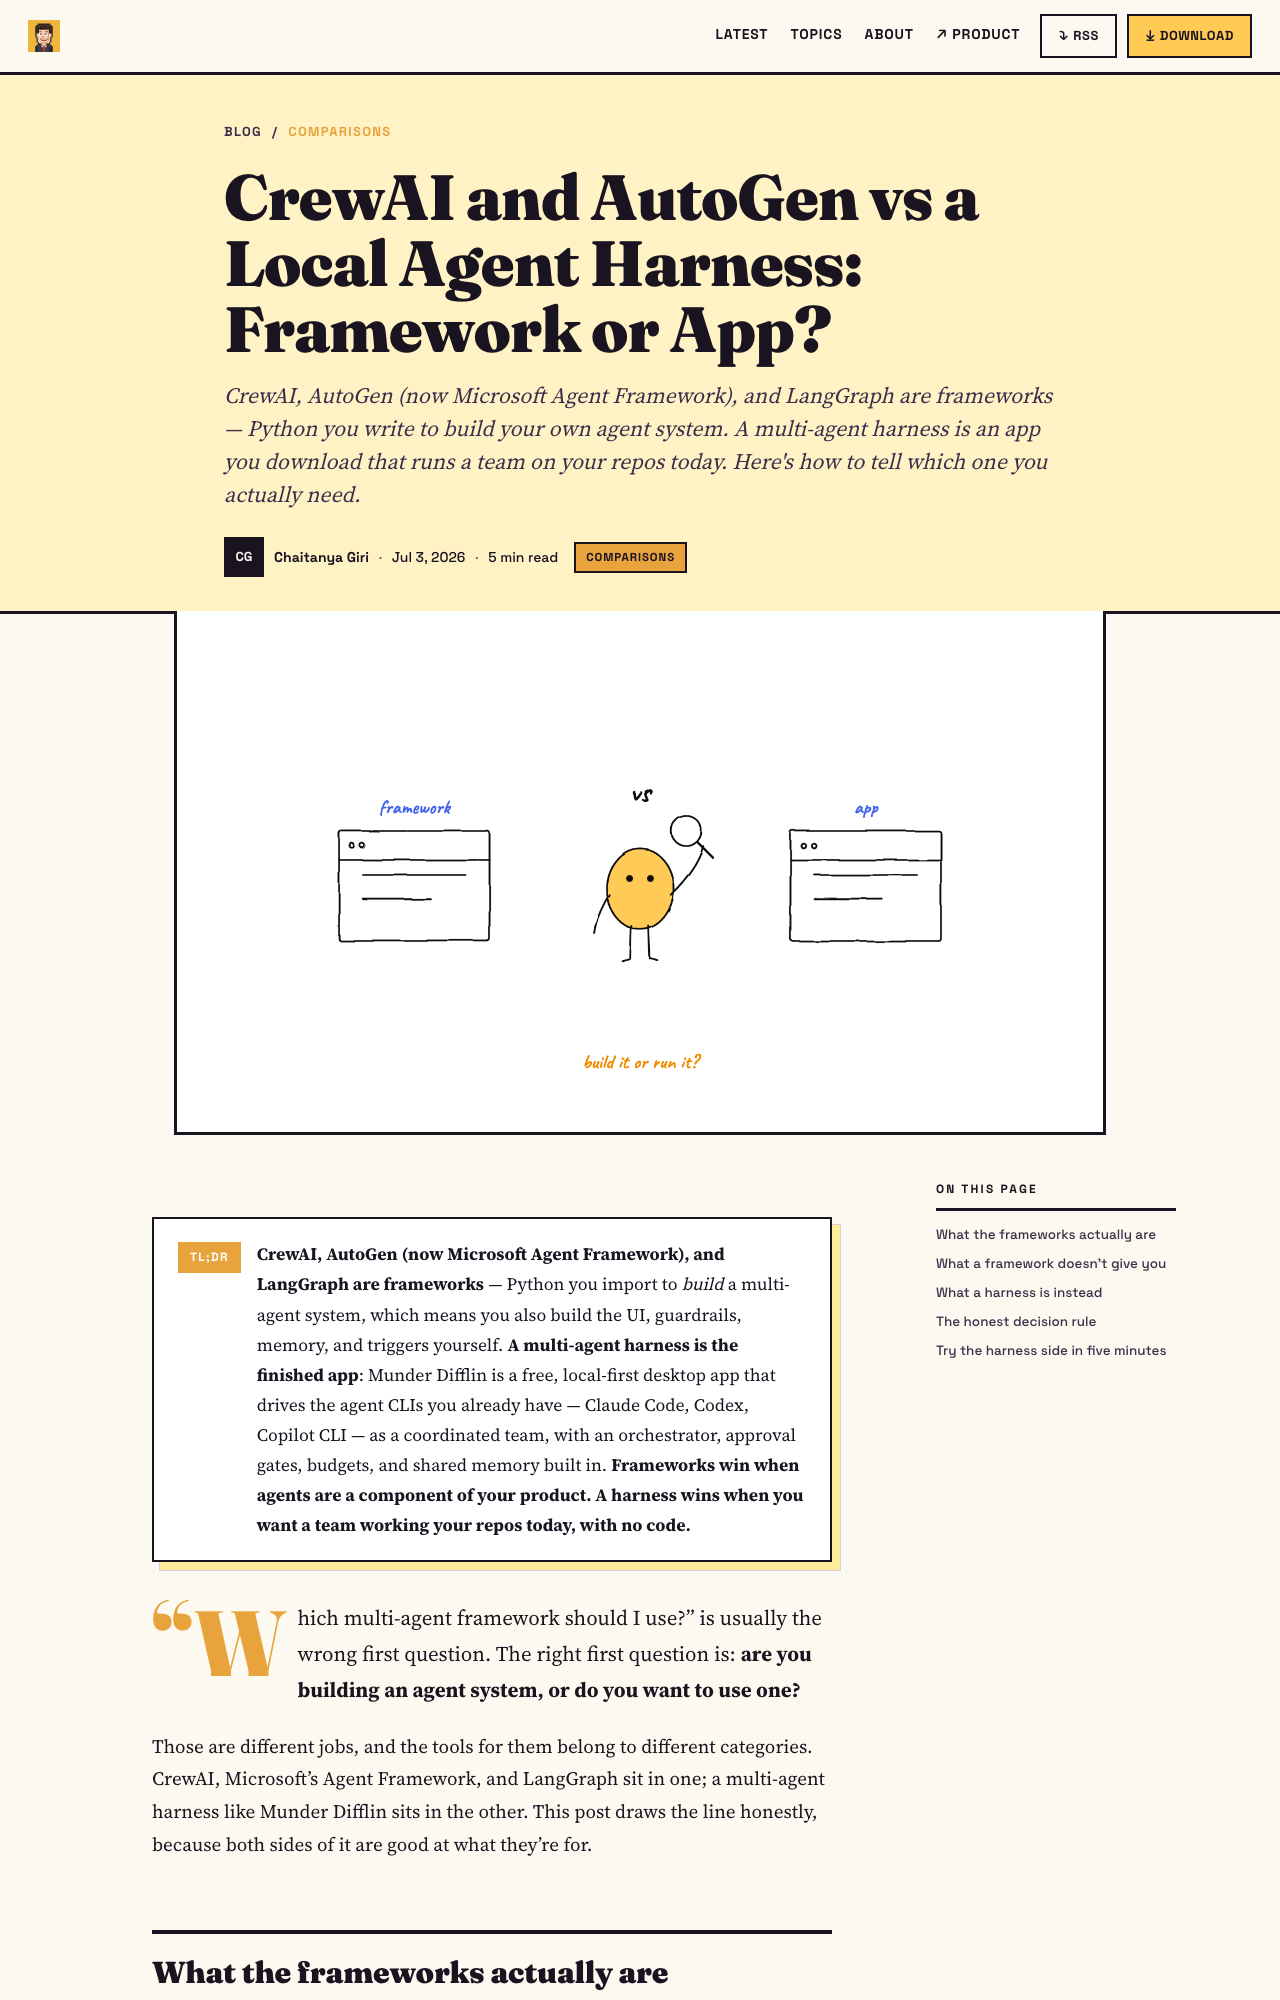 LATEST TOPICS ABOUT ↗ PRODUCT ↴ RSS ⤓ DOWNLOAD
BLOG / COMPARISONS
CrewAI and AutoGen vs a
Local Agent Harness:
Framework or App?
CrewAI, AutoGen (now Microsoft Agent Framework), and LangGraph are frameworks
— Python you write to build your own agent system. A multi-agent harness is an app
you download that runs a team on your repos today. Here's how to tell which one you
actually need.
CG Chaitanya Giri · Jul 3, 2026 · 5 min read COMPARISONS
vs
framework
app
build it or run it?
ON THIS PAGE
What the frameworks actually are
What a framework doesn’t give you
What a harness is instead
The honest decision rule
Try the harness side in five minutes
TL;DR
CrewAI, AutoGen (now Microsoft Agent Framework), and
LangGraph are frameworks — Python you import to build a multi-
agent system, which means you also build the UI, guardrails,
memory, and triggers yourself. A multi-agent harness is the
finished app: Munder Difflin is a free, local-first desktop app that
drives the agent CLIs you already have — Claude Code, Codex,
Copilot CLI — as a coordinated team, with an orchestrator, approval
gates, budgets, and shared memory built in. Frameworks win when
agents are a component of your product. A harness wins when you
want a team working your repos today, with no code.
“Which multi-agent framework should I use?” is usually the
wrong first question. The right first question is: are you
building an agent system, or do you want to use one?
Those are different jobs, and the tools for them belong to different categories.
CrewAI, Microsoft’s Agent Framework, and LangGraph sit in one; a multi-agent
harness like Munder Difflin sits in the other. This post draws the line honestly,
because both sides of it are good at what they’re for.
What the frameworks actually are